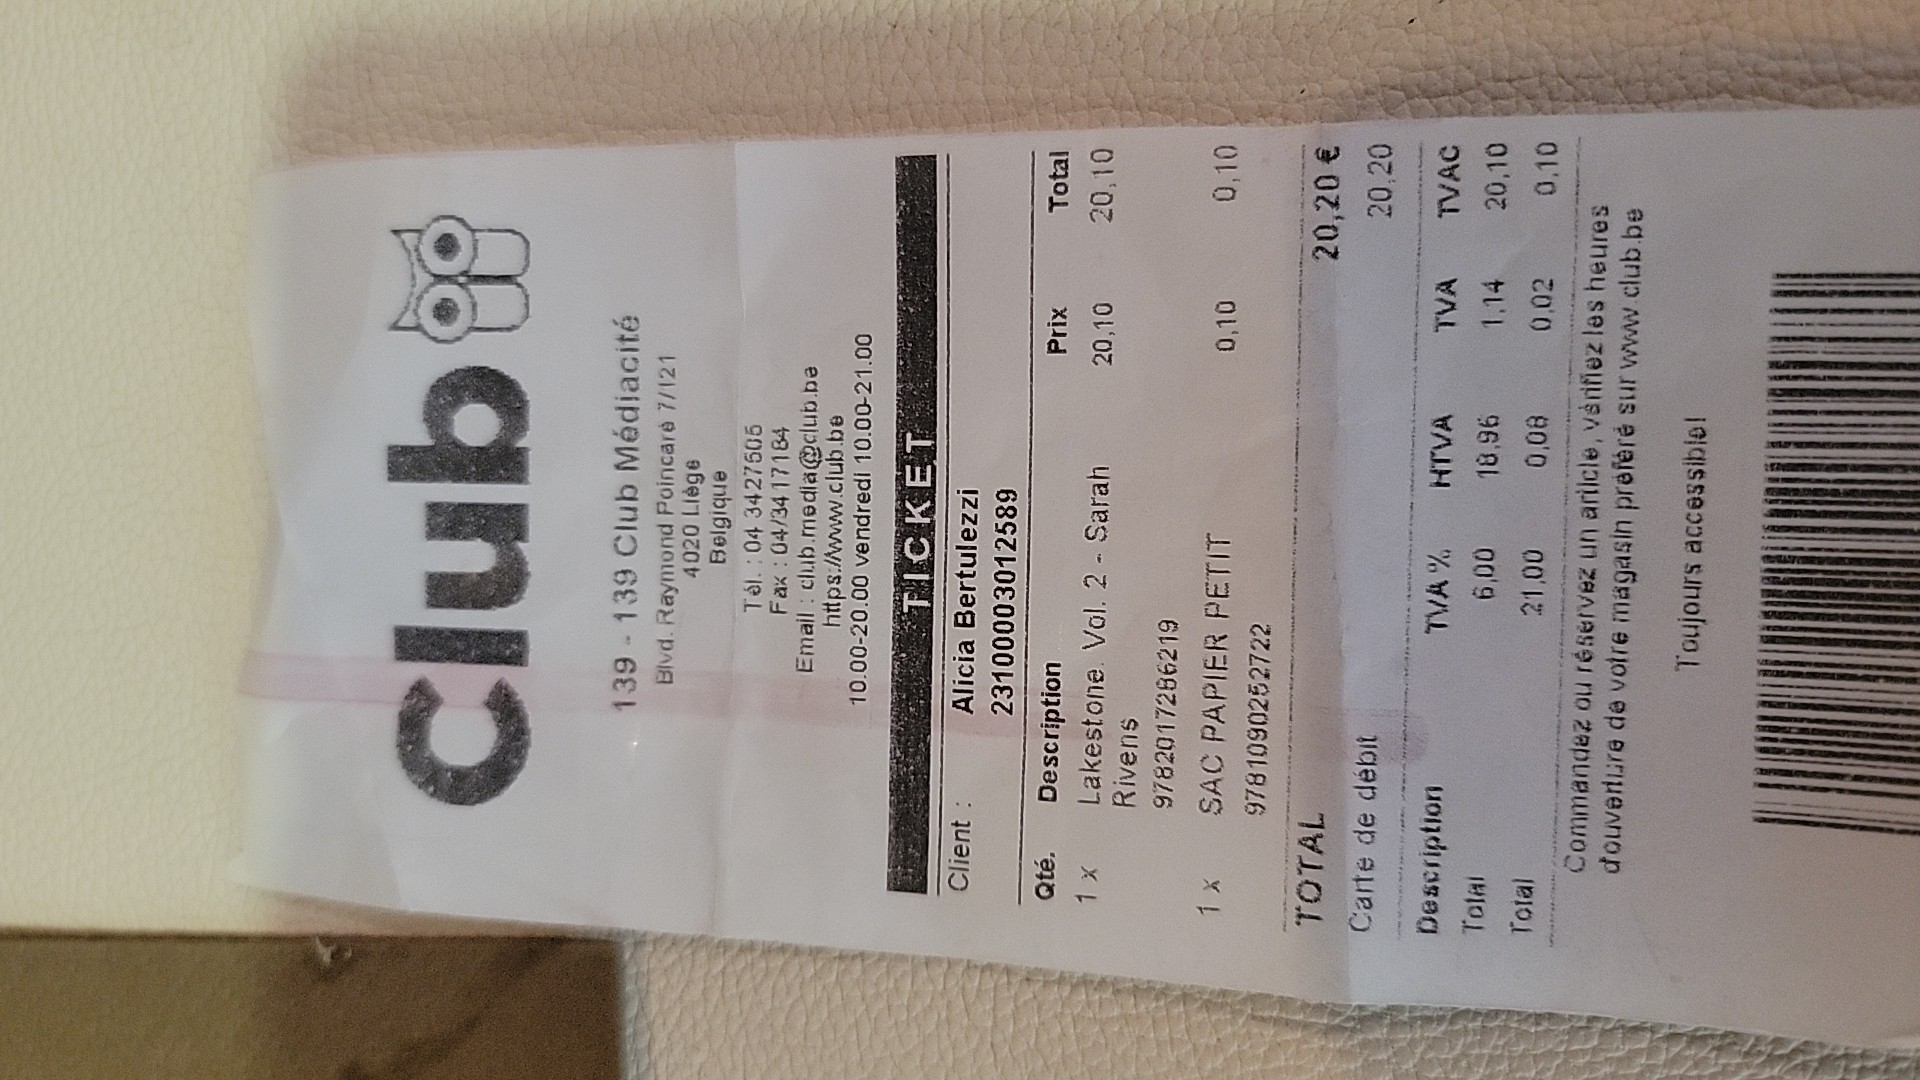 Club
139 - 139 Club Médiacité
Blvd. Raymond Poincaré 7/121
4020 Liège
Belgique
Tél. : 04 3427505
Fax : 04/3417184
Email : club.media@club.be
https://www.club.be
10.00-20.00 vendredi 10.00-21.00
TICKET
Client : Alicia Bertulezzi
23100003012589
Qté. Description Prix Total
1 x Lakestone. Vol. 2 - Sarah 20,10 20,10
Rivens
9782017286219
1 x SAC PAPIER PETIT 0,10 0,10
9781090252722
TOTAL 20,20 €
Carte de débit 20,20
Description TVA % HTVA TVA TVAC
Total 6,00 18,96 1,14 20,10
Total 21,00 0,08 0,02 0,10
Commandez ou réservez un article, vérifiez les heures
d'ouverture de votre magasin préféré sur www.club.be
Toujours accessible!